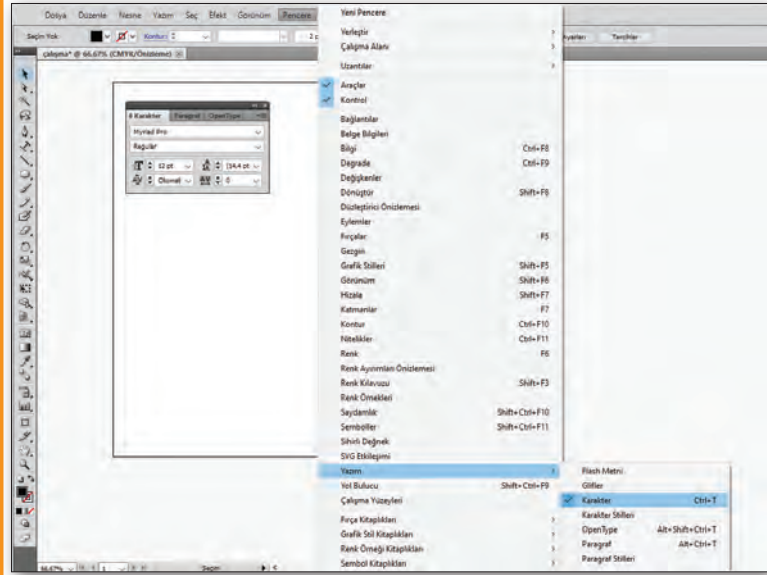 Dosya Düzenle Nesne Yazım Seç Efekt Görünüm Pencere
Seçim Yok Kontur: 2 p Ayarları Tercihler
çalışma* @ 66.67% (CMYK/Önizleme)
Karakter Paragraf OpenType
Myriad Pro
Regular
12 pt (14.4 pt
Otomat 0
Yeni Pencere
Yerleştir
Çalışma Alanı
Uzantılar
Araçlar
Kontrol
Bağlantılar
Belge Bilgileri
Bilgi Ctrl+F8
Degrade Ctrl+F9
Değişkenler
Dönüştür Shift+F8
Düzleştirici Önizlemesi
Eylemler
Fırçalar F5
Gezgin
Grafik Stilleri Shift+F5
Görünüm Shift+F6
Hizala Shift+F7
Katmanlar F7
Kontur Ctrl+F10
Nitelikler Ctrl+F11
Renk F6
Renk Ayırımları Önizlemesi
Renk Kılavuzu Shift+F3
Renk Örnekleri
Saydamlık Shift+Ctrl+F10
Semboller Shift+Ctrl+F11
Sihirli Değnek
SVG Etkileşimi
Yazım
Yol Bulucu Shift+Ctrl+F9
Çalışma Yüzeyleri
Fırça Kitaplıkları
Grafik Stil Kitaplıkları
Renk Örneği Kitaplıkları
Sembol Kitaplıkları
Flash Metni
Glifler
Karakter Ctrl+T
Karakter Stilleri
OpenType Alt+Shift+Ctrl+T
Paragraf Alt+Ctrl+T
Paragraf Stilleri
66.67% 1 Seçim